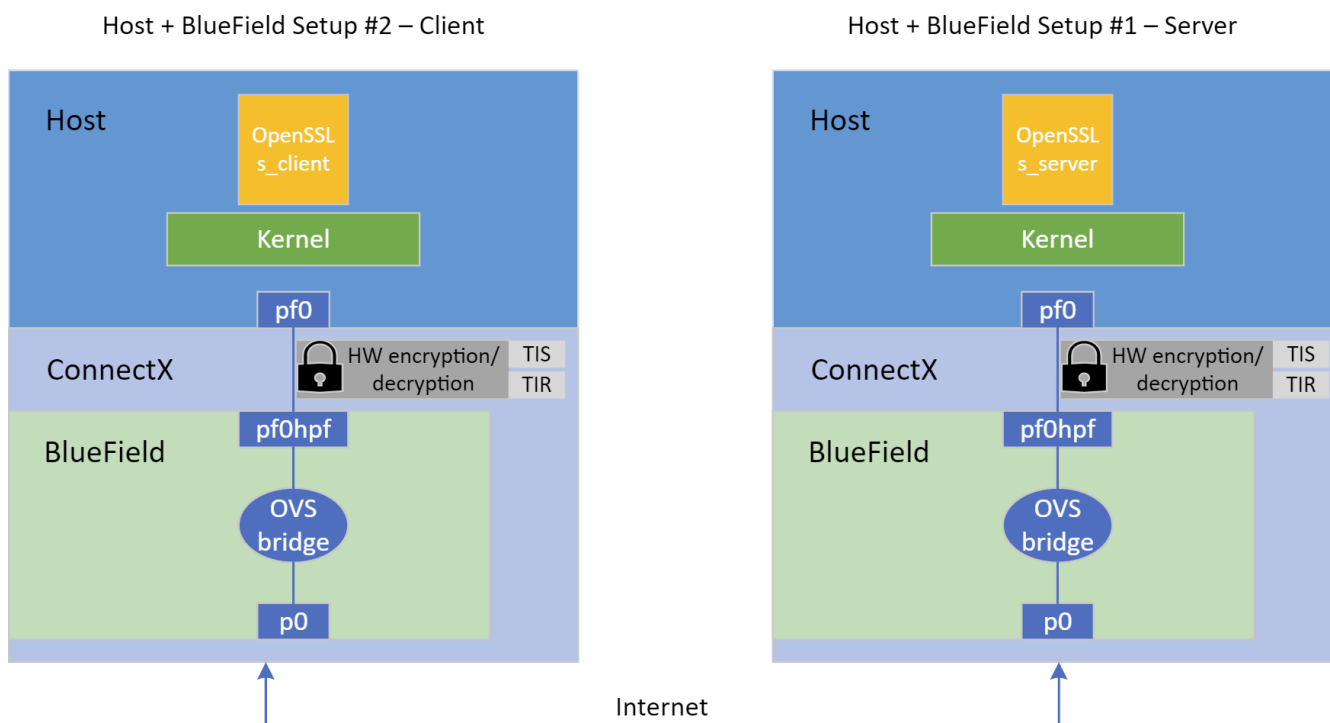 Host + BlueField Setup #2 – Client
Host
OpenSSL
s_client
Kernel
pf0
ConnectX
HW encryption/
decryption
TIS
TIR
pf0hpf
BlueField
OVS
bridge
p0
Host + BlueField Setup #1 – Server
Host
OpenSSL
s_server
Kernel
pf0
ConnectX
HW encryption/
decryption
TIS
TIR
pf0hpf
BlueField
OVS
bridge
p0
Internet